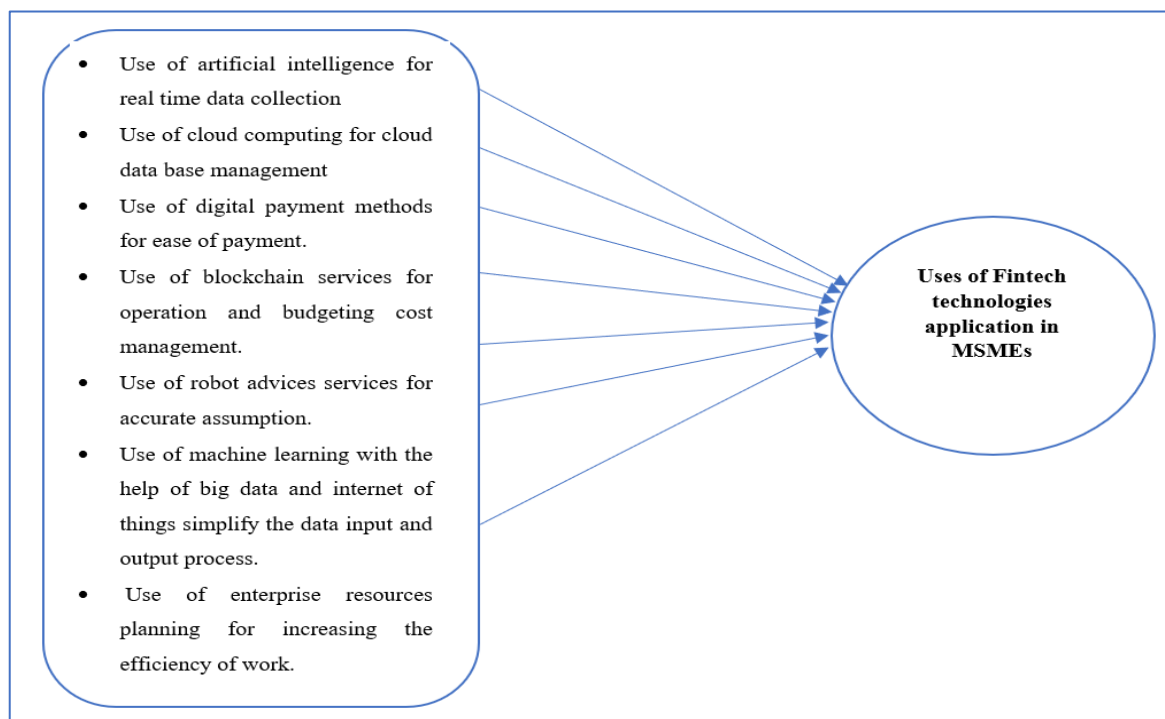 • Use of artificial intelligence for
real time data collection
• Use of cloud computing for cloud
data base management
• Use of digital payment methods
for ease of payment.
• Use of blockchain services for
operation and budgeting cost
management.
• Use of robot advices services for
accurate assumption.
• Use of machine learning with the
help of big data and internet of
things simplify the data input and
output process.
• Use of enterprise resources
planning for increasing the
efficiency of work.
Uses of Fintech
technologies
application in
MSMEs